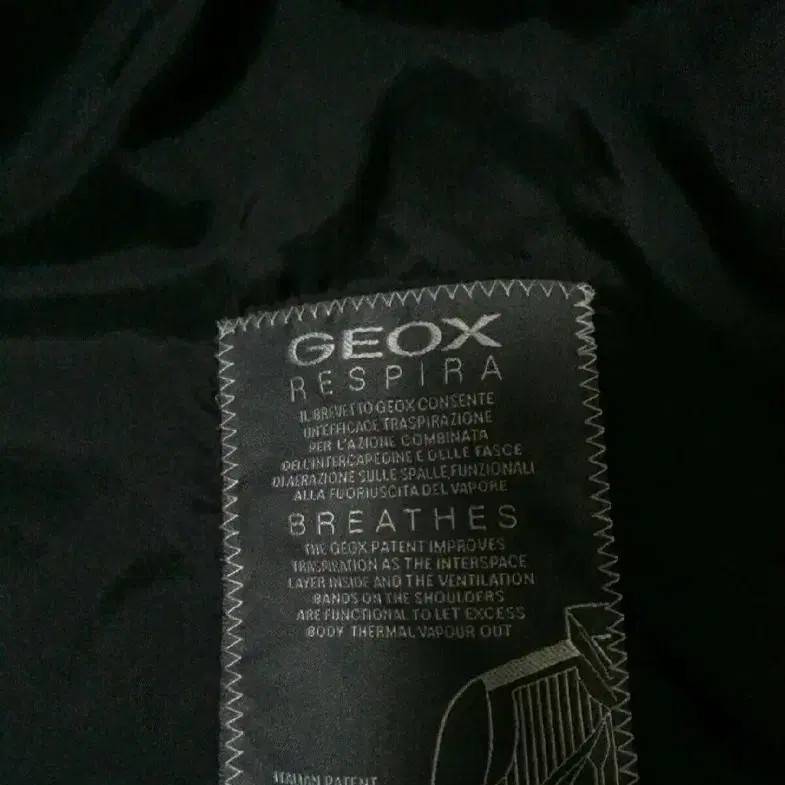 GEOX
RESPIRA
IL BREVETTO GEOX CONSENTE
UN'EFFICACE TRASPIRAZIONE
PER L'AZIONE COMBINATA
DELL'INTERCAPEDINE E DELLE FASCE
DI AERAZIONE SULLE SPALLE FUNZIONALI
ALLA FUORIUSCITA DEL VAPORE
BREATHES
THE GEOX PATENT IMPROVES
TRASPIRATION AS THE INTERSPACE
LAYER INSIDE AND THE VENTILATION
BANDS ON THE SHOULDERS
ARE FUNCTIONAL TO LET EXCESS
BODY THERMAL VAPOUR OUT
ITALIAN PATENT